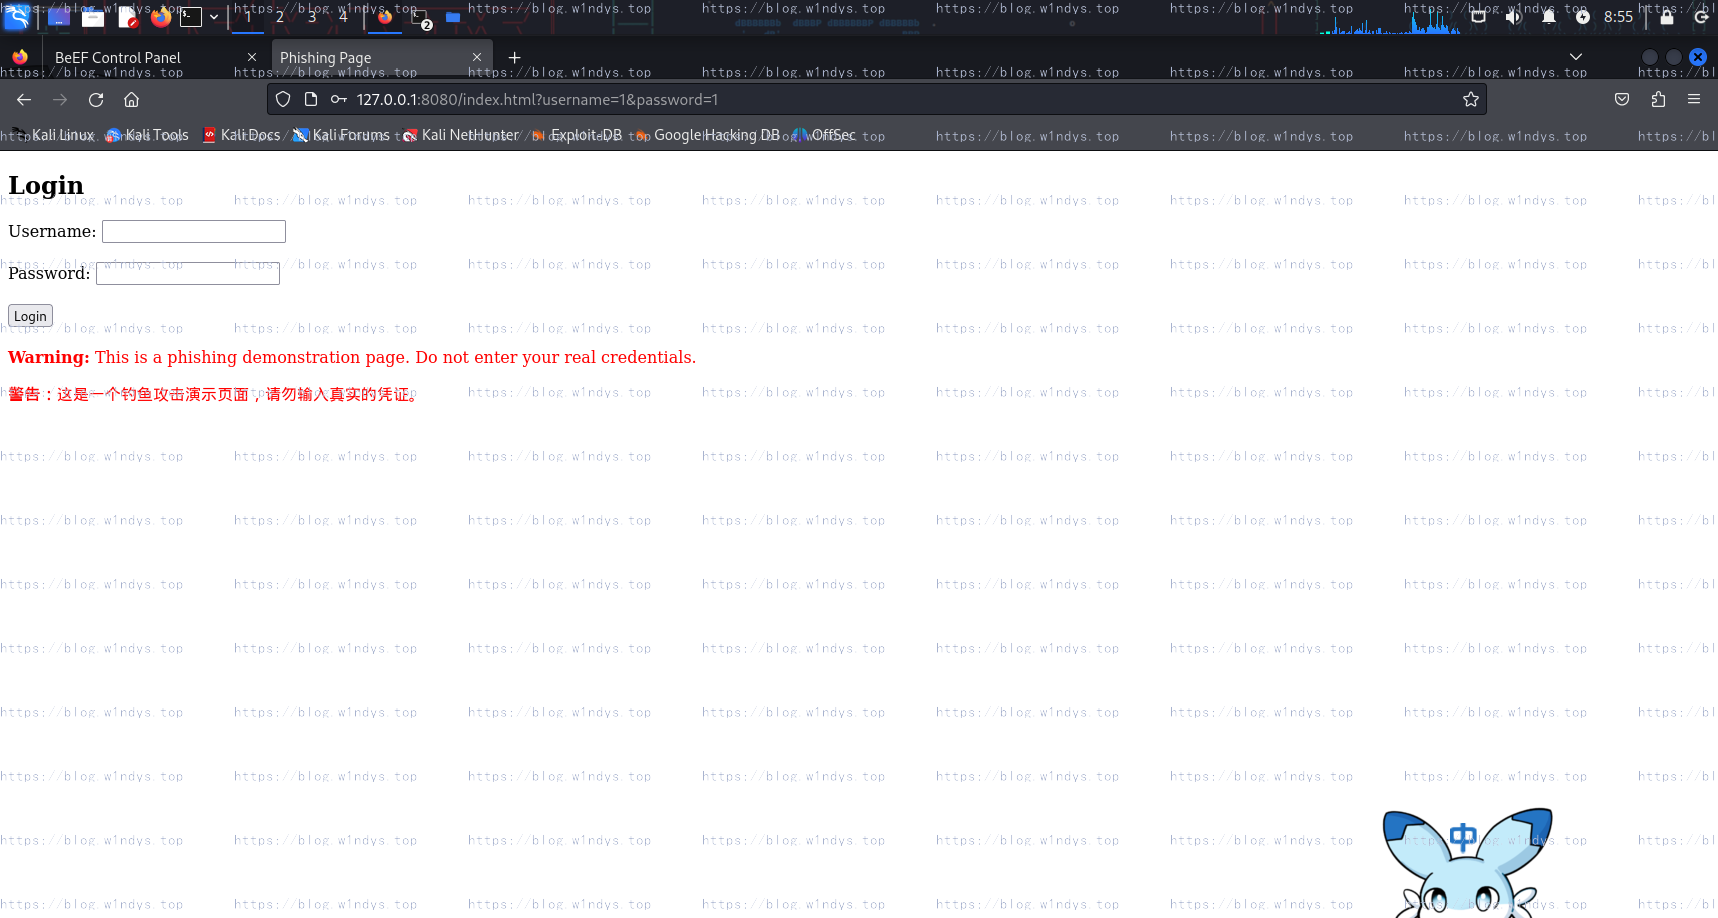 1 2 3 4 2 8:55
BeEF Control Panel Phishing Page
127.0.0.1:8080/index.html?username=1&password=1
Kali Linux Kali Tools Kali Docs Kali Forums Kali NetHunter Exploit-DB Google Hacking DB OffSec
Login
Username:
Password:
Login
Warning: This is a phishing demonstration page. Do not enter your real credentials.
警告：这是一个钓鱼攻击演示页面，请勿输入真实的凭证。
中
https://blog.w1ndys.top